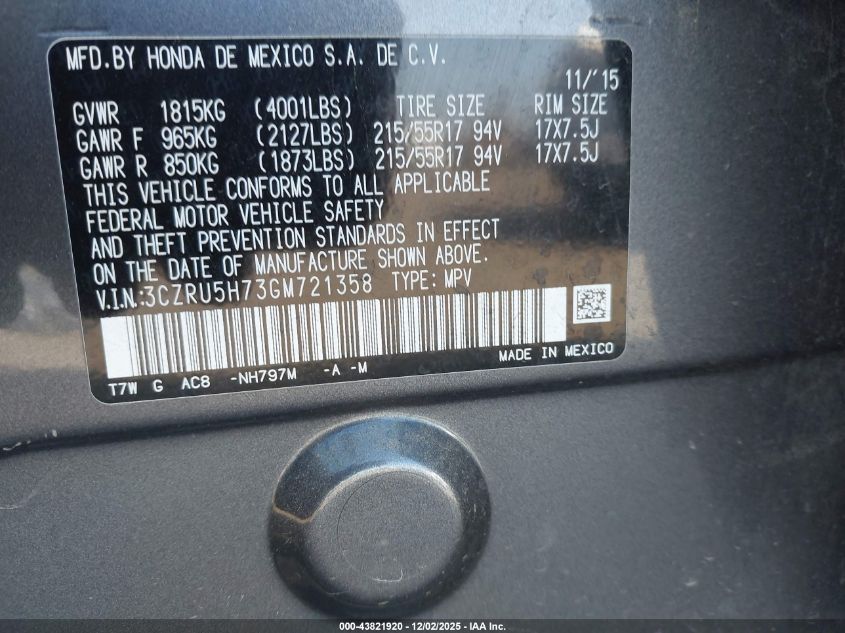 MFD. BY HONDA DE MEXICO S.A. DE C.V.
11/'15
GVWR 1815KG (4001LBS) TIRE SIZE RIM SIZE
GAWR F 965KG (2127LBS) 215/55R17 94V 17X7.5J
GAWR R 850KG (1873LBS) 215/55R17 94V 17X7.5J
THIS VEHICLE CONFORMS TO ALL APPLICABLE
FEDERAL MOTOR VEHICLE SAFETY
AND THEFT PREVENTION STANDARDS IN EFFECT
ON THE DATE OF MANUFACTURE SHOWN ABOVE.
V.I.N.:3CZRU5H73GM721358 TYPE: MPV
MADE IN MEXICO
T7W G AC8 -NH797M -A -M
000-43821920 - 12/02/2025 - IAA Inc.